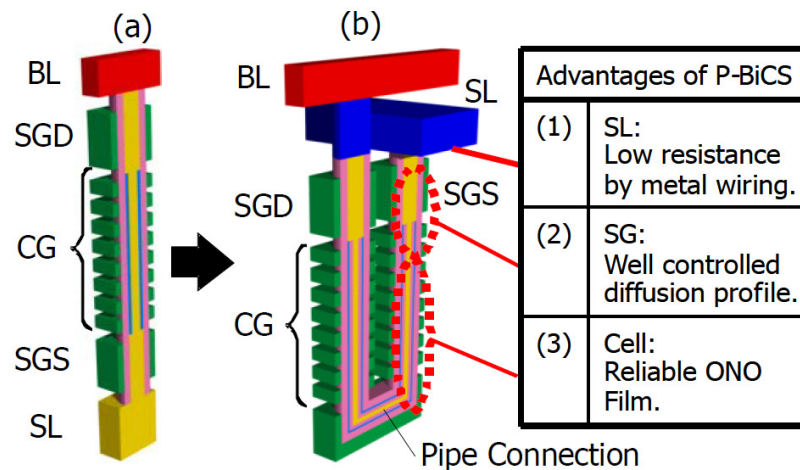 (a)
BL
SGD
CG
SGS
SL
(b)
BL
SL
SGD
SGS
CG
Pipe Connection
Advantages of P-BiCS
(1) SL:
Low resistance
by metal wiring.
(2) SG:
Well controlled
diffusion profile.
(3) Cell:
Reliable ONO
Film.